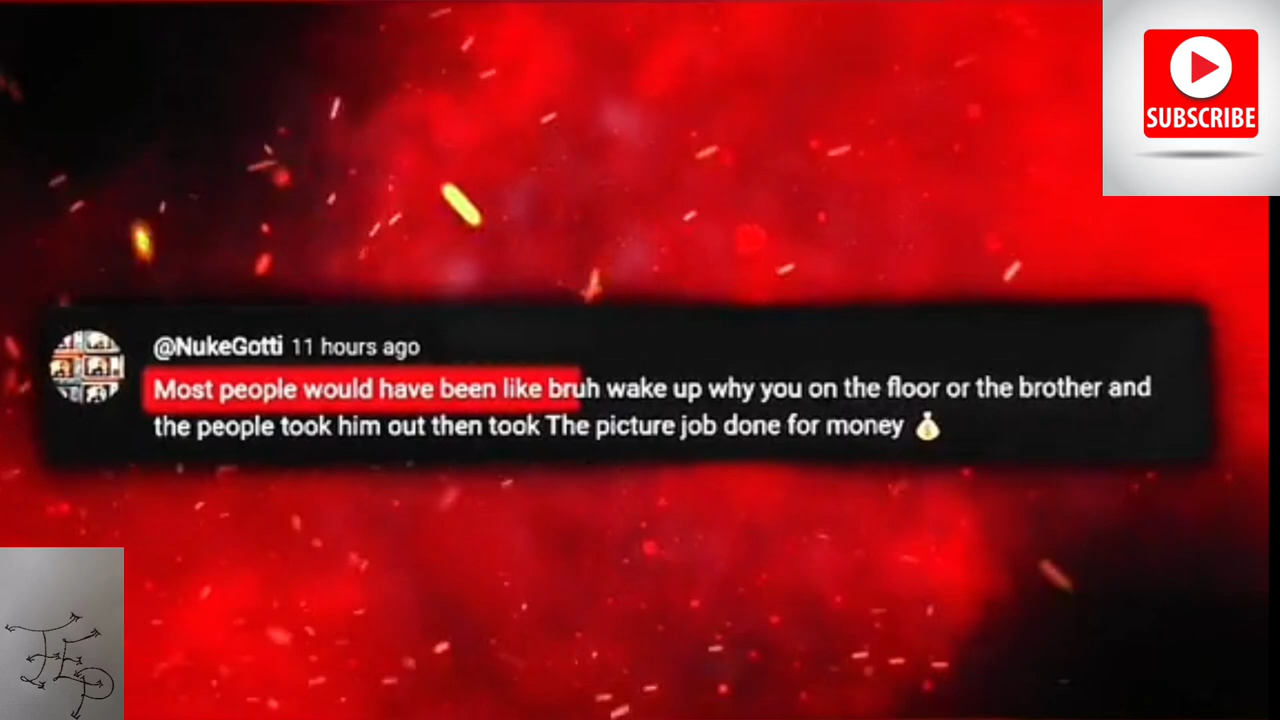 SUBSCRIBE
@NukeGotti 11 hours ago
Most people would have been like bruh wake up why you on the floor or the brother and
the people took him out then took The picture job done for money 💰